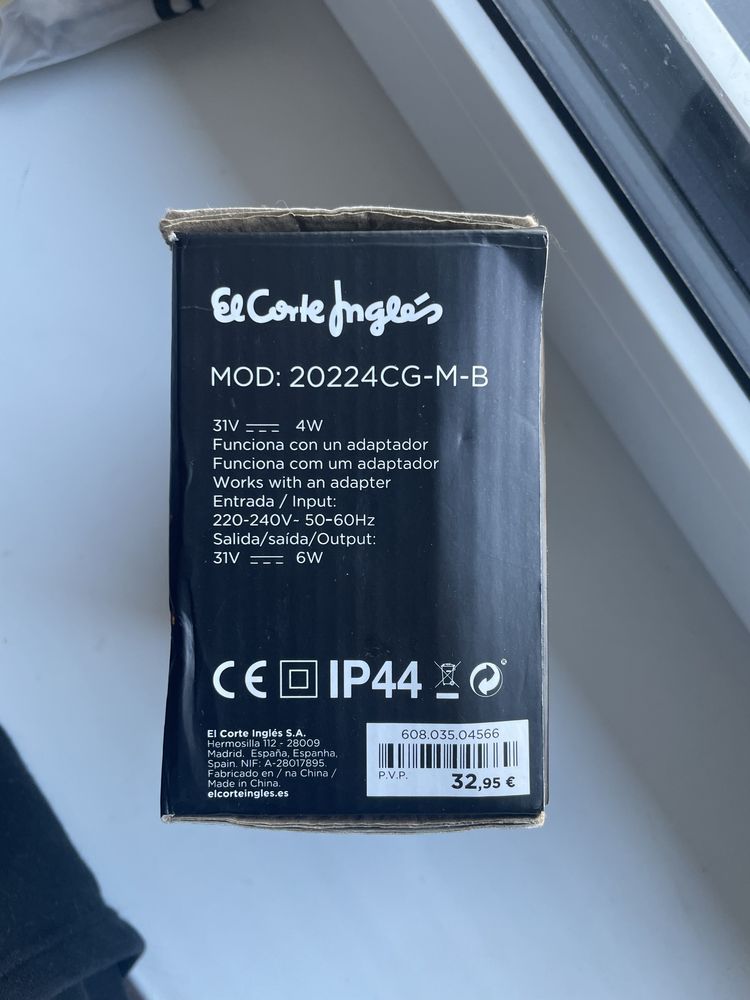 El Corte Inglés
MOD: 20224CG-M-B
31V ⎓ 4W
Funciona con un adaptador
Funciona com um adaptador
Works with an adapter
Entrada / Input:
220-240V~ 50-60Hz
Salida/saída/Output:
31V ⎓ 6W
CE IP44
El Corte Inglés S.A.
Hermosilla 112 - 28009
Madrid. España, Espanha,
Spain. NIF: A-28017895.
Fabricado en / na China /
Made in China.
elcorteingles.es
608.035.04566
P.V.P.
32,95 €